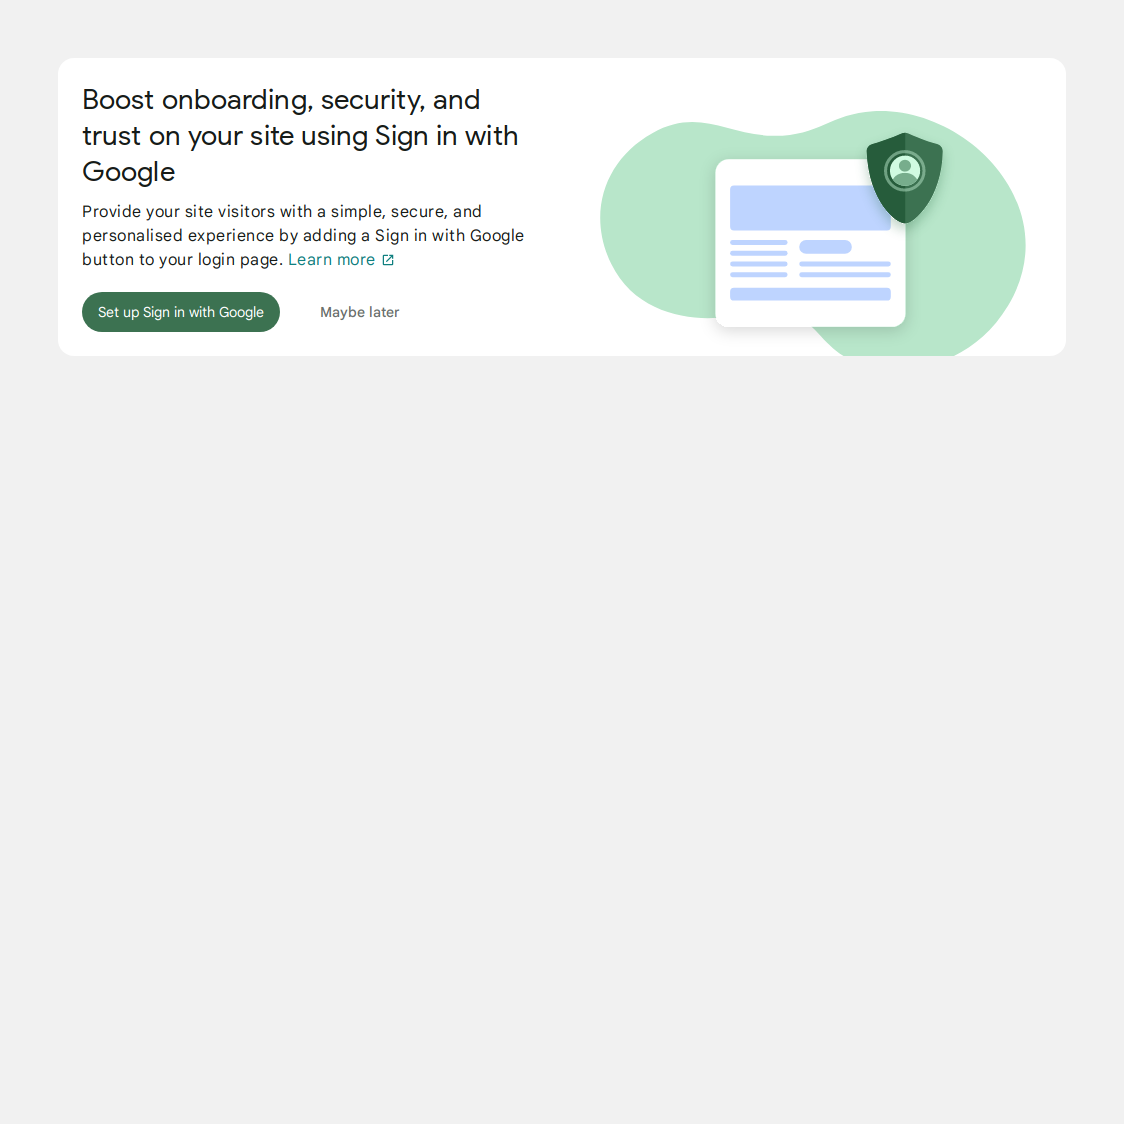 Boost onboarding, security, and
trust on your site using Sign in with
Google
Provide your site visitors with a simple, secure, and
personalised experience by adding a Sign in with Google
button to your login page. Learn more
Set up Sign in with Google
Maybe later